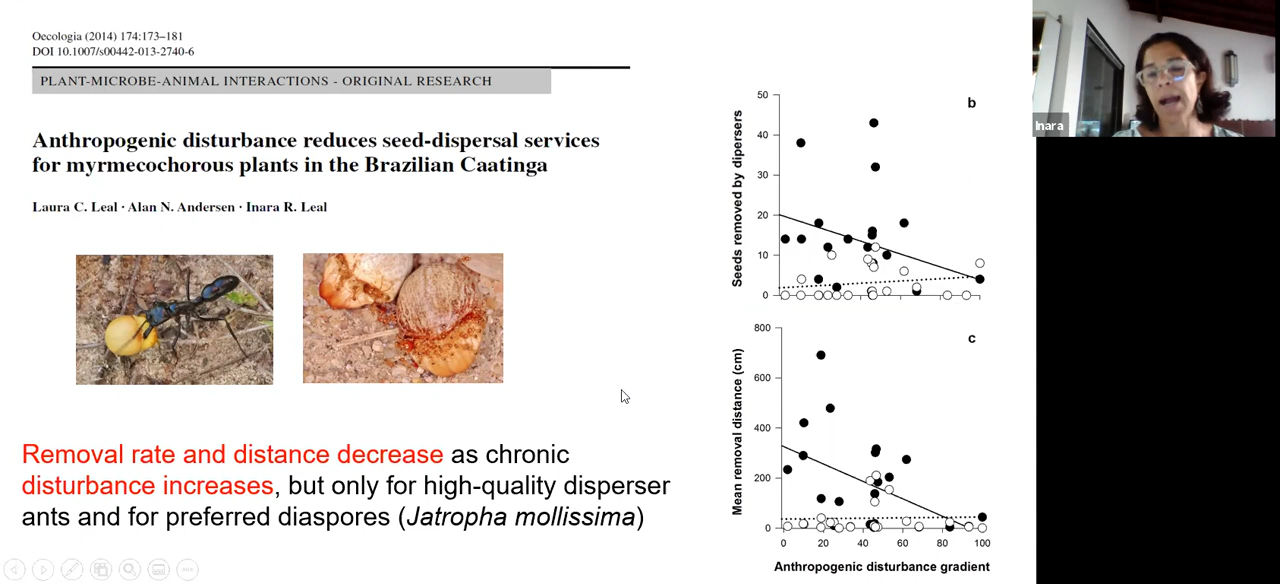 Oecologia (2014) 174:173–181
DOI 10.1007/s00442-013-2740-6
PLANT-MICROBE-ANIMAL INTERACTIONS - ORIGINAL RESEARCH
Anthropogenic disturbance reduces seed-dispersal services
for myrmecochorous plants in the Brazilian Caatinga
Laura C. Leal · Alan N. Andersen · Inara R. Leal
Removal rate and distance decrease as chronic
disturbance increases, but only for high-quality disperser
ants and for preferred diaspores (Jatropha mollissima)
b
Seeds removed by dipersers
50
40
30
20
10
0
c
Mean removal distance (cm)
800
600
400
200
0
0 20 40 60 80 100
Anthropogenic disturbance gradient
Inara